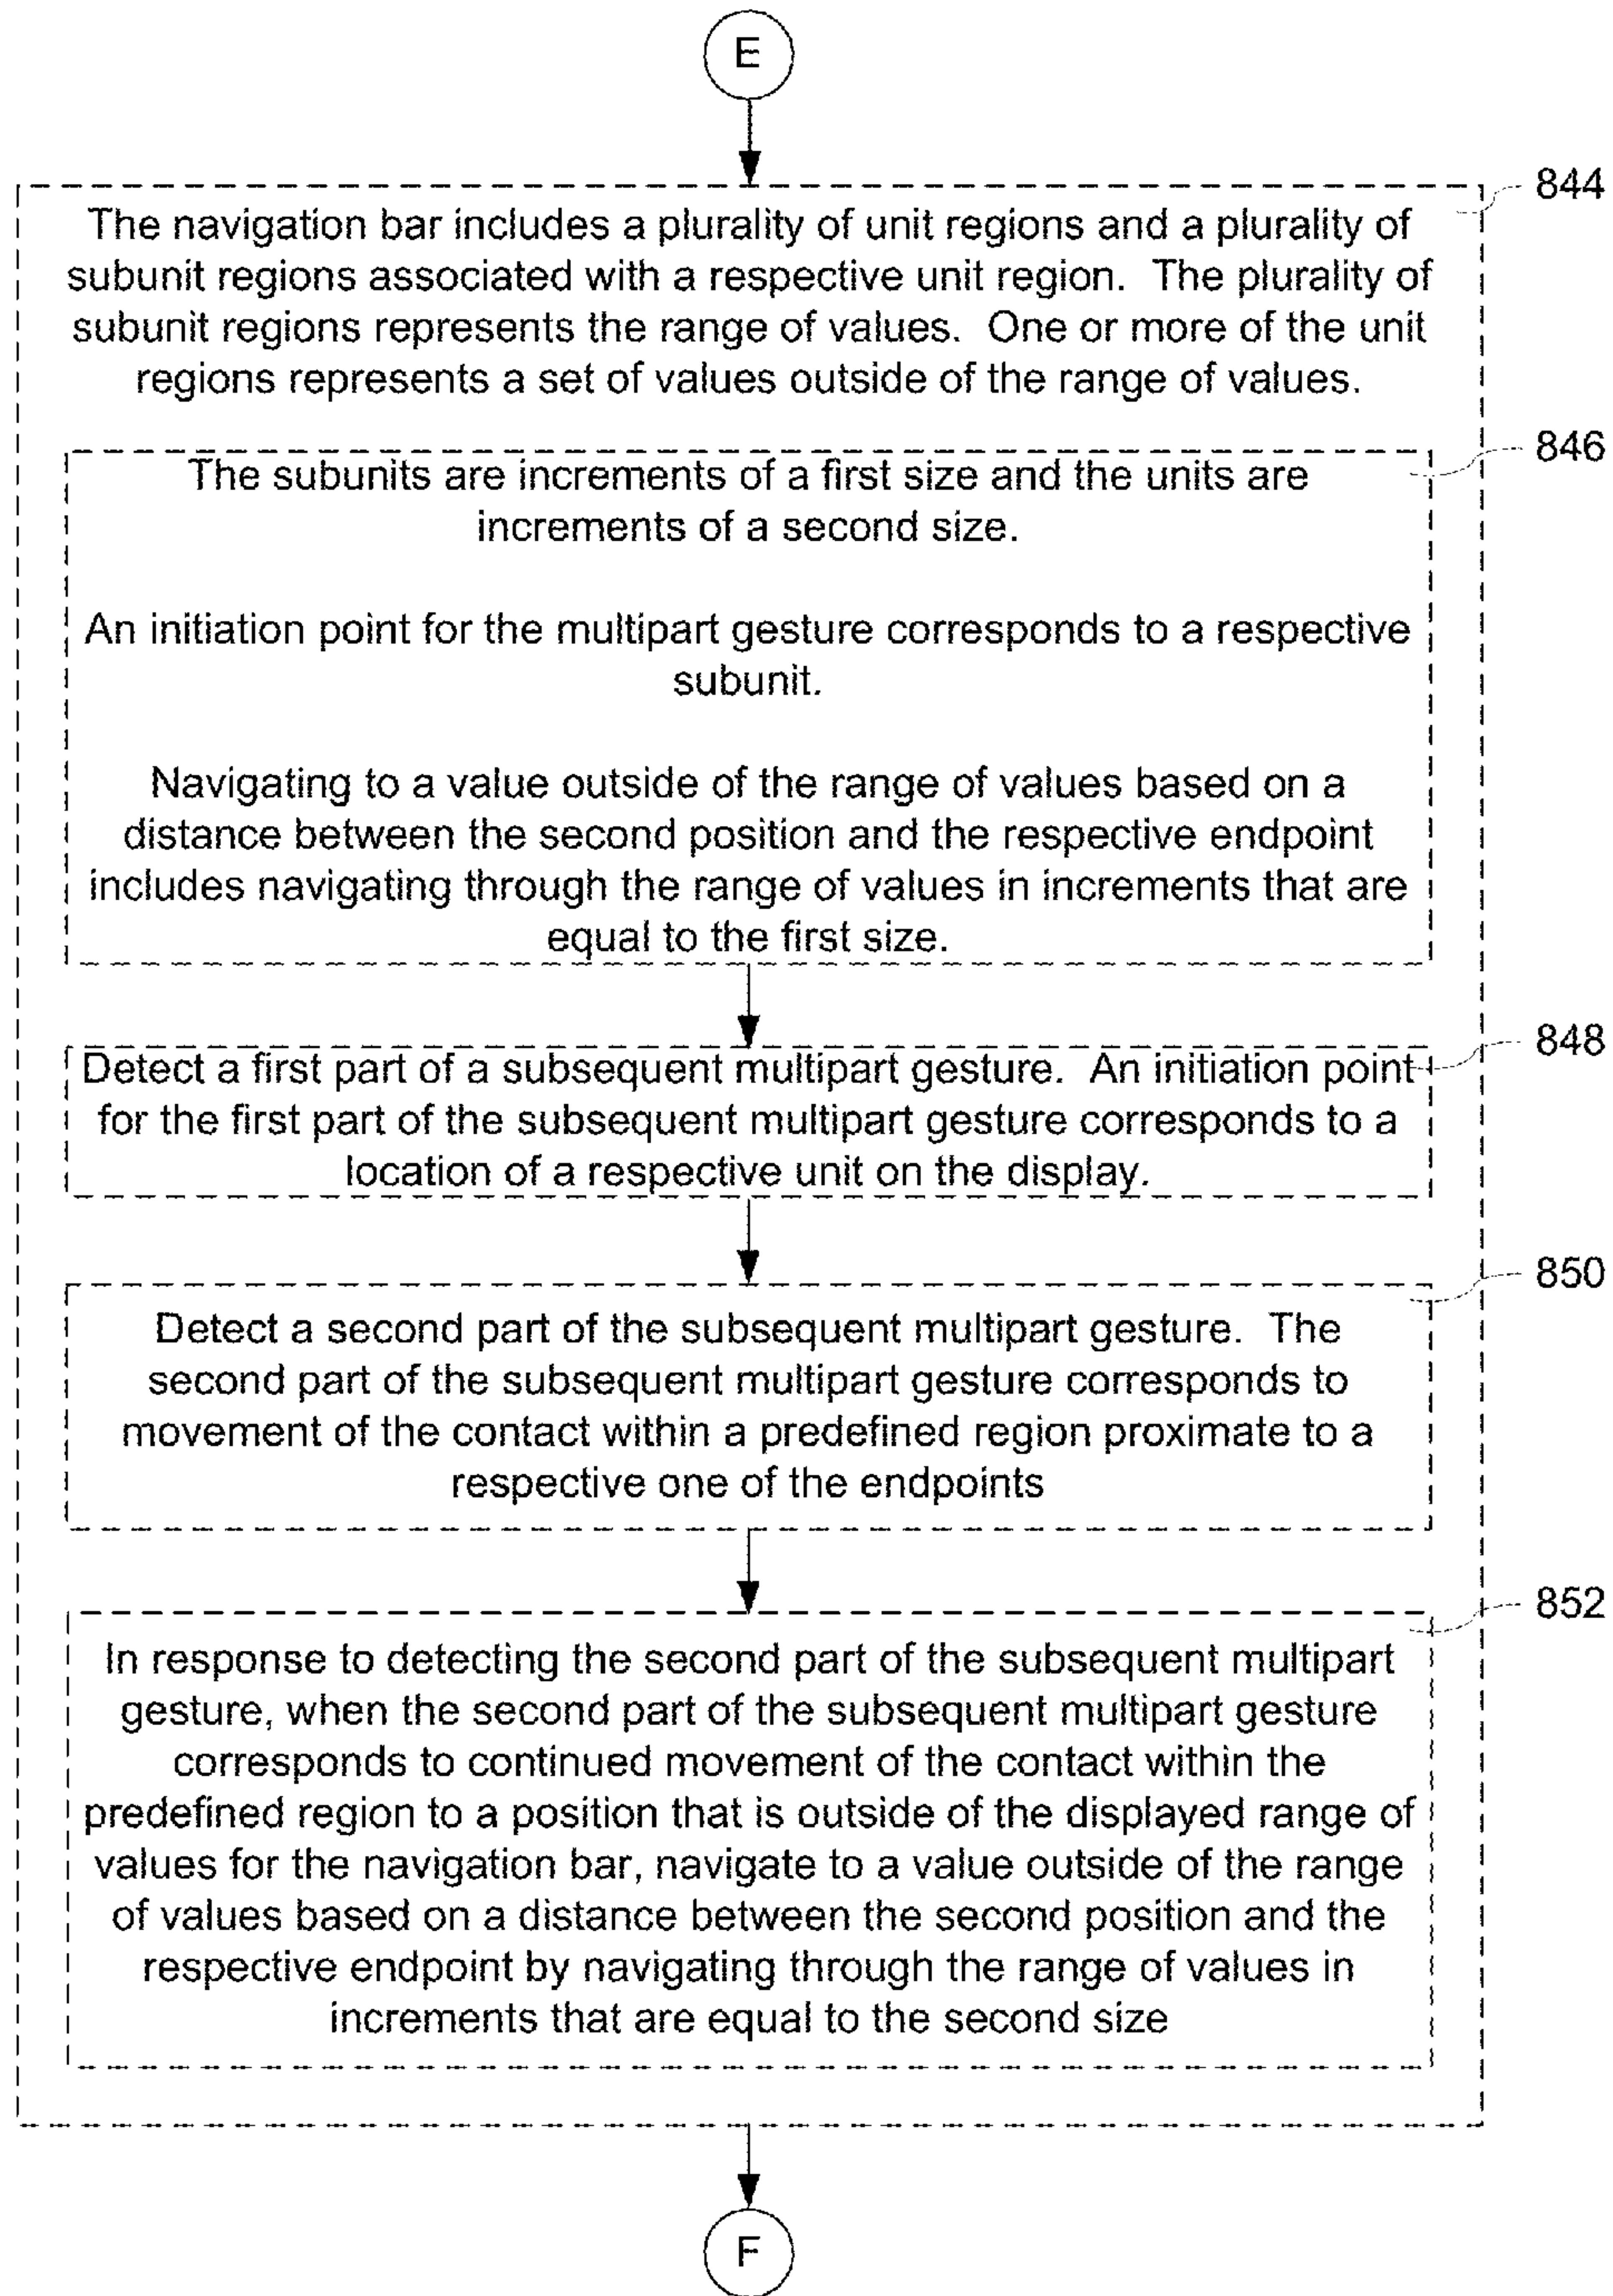 E
844
The navigation bar includes a plurality of unit regions and a plurality of
subunit regions associated with a respective unit region. The plurality of
subunit regions represents the range of values. One or more of the unit
regions represents a set of values outside of the range of values.
846
The subunits are increments of a first size and the units are
increments of a second size.
An initiation point for the multipart gesture corresponds to a respective
subunit.
Navigating to a value outside of the range of values based on a
distance between the second position and the respective endpoint
includes navigating through the range of values in increments that are
equal to the first size.
848
Detect a first part of a subsequent multipart gesture. An initiation point
for the first part of the subsequent multipart gesture corresponds to a
location of a respective unit on the display.
850
Detect a second part of the subsequent multipart gesture. The
second part of the subsequent multipart gesture corresponds to
movement of the contact within a predefined region proximate to a
respective one of the endpoints
852
In response to detecting the second part of the subsequent multipart
gesture, when the second part of the subsequent multipart gesture
corresponds to continued movement of the contact within the
predefined region to a position that is outside of the displayed range of
values for the navigation bar, navigate to a value outside of the range
of values based on a distance between the second position and the
respective endpoint by navigating through the range of values in
increments that are equal to the second size
F